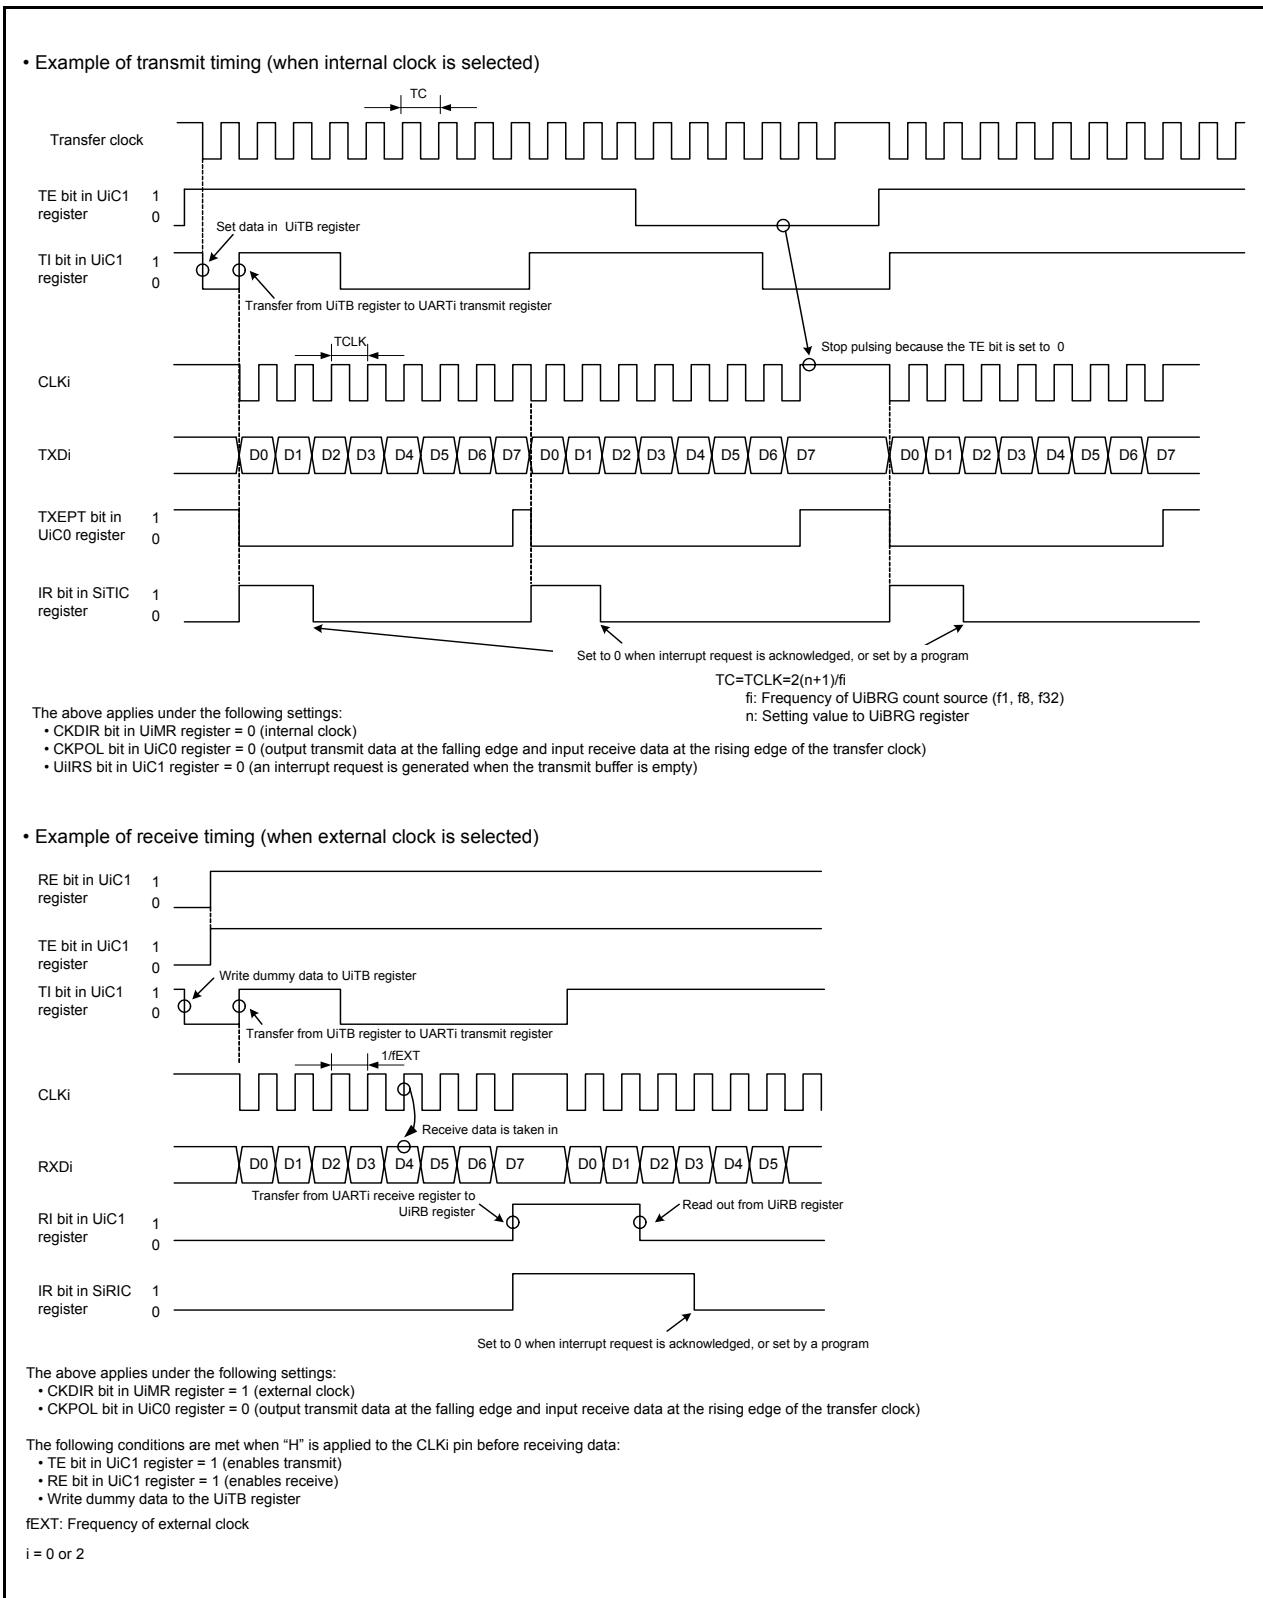 • Example of transmit timing (when internal clock is selected)
TC
Transfer clock
TE bit in UiC1 1
register 0
Set data in UiTB register
TI bit in UiC1 1
register 0
Transfer from UiTB register to UARTi transmit register
TCLK
Stop pulsing because the TE bit is set to 0
CLKi
TXDi D0 D1 D2 D3 D4 D5 D6 D7 D0 D1 D2 D3 D4 D5 D6 D7 D0 D1 D2 D3 D4 D5 D6 D7
TXEPT bit in 1
UiC0 register 0
IR bit in SiTIC 1
register 0
Set to 0 when interrupt request is acknowledged, or set by a program
TC=TCLK=2(n+1)/fi
fi: Frequency of UiBRG count source (f1, f8, f32)
n: Setting value to UiBRG register
The above applies under the following settings:
• CKDIR bit in UiMR register = 0 (internal clock)
• CKPOL bit in UiC0 register = 0 (output transmit data at the falling edge and input receive data at the rising edge of the transfer clock)
• UiIRS bit in UiC1 register = 0 (an interrupt request is generated when the transmit buffer is empty)
• Example of receive timing (when external clock is selected)
RE bit in UiC1 1
register 0
TE bit in UiC1 1
register 0
Write dummy data to UiTB register
TI bit in UiC1 1
register 0
Transfer from UiTB register to UARTi transmit register
1/fEXT
CLKi
Receive data is taken in
RXDi D0 D1 D2 D3 D4 D5 D6 D7 D0 D1 D2 D3 D4 D5
Transfer from UARTi receive register to
UiRB register
Read out from UiRB register
RI bit in UiC1 1
register 0
IR bit in SiRIC 1
register 0
Set to 0 when interrupt request is acknowledged, or set by a program
The above applies under the following settings:
• CKDIR bit in UiMR register = 1 (external clock)
• CKPOL bit in UiC0 register = 0 (output transmit data at the falling edge and input receive data at the rising edge of the transfer clock)
The following conditions are met when “H” is applied to the CLKi pin before receiving data:
• TE bit in UiC1 register = 1 (enables transmit)
• RE bit in UiC1 register = 1 (enables receive)
• Write dummy data to the UiTB register
fEXT: Frequency of external clock
i = 0 or 2